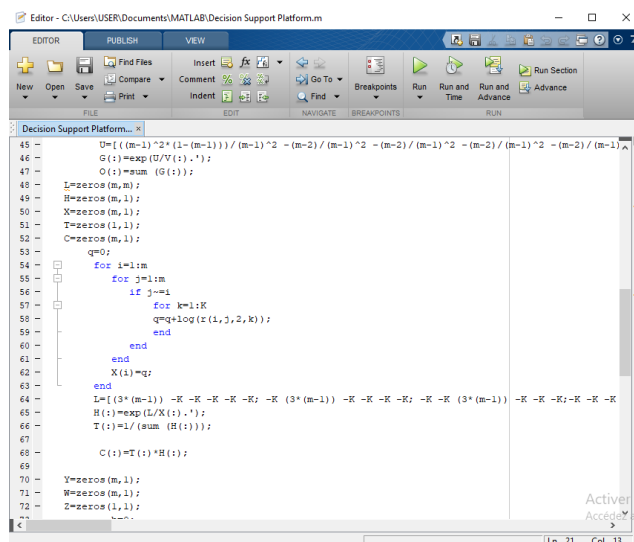 Editor - C:\Users\USER\Documents\MATLAB\Decision Support Platform.m
EDITOR PUBLISH VIEW
New Open Save Find Files Compare Print
Insert fx Comment Indent
Go To Find
Breakpoints
Run Run and Time Run and Advance Run Section Advance
FILE EDIT NAVIGATE BREAKPOINTS RUN
Decision Support Platform... ×
45 – U=[((m-1)^2*(1-(m-1)))/(m-1)^2 -(m-2)/(m-1)^2 -(m-2)/(m-1)^2 -(m-2)/(m-1)^2 -(m-2)/(m-1)
46 – G(:)=exp(U/V(:).');
47 – O(:)=sum (G(:));
48 – L=zeros(m,m);
49 – H=zeros(m,1);
50 – X=zeros(m,1);
51 – T=zeros(1,1);
52 – C=zeros(m,1);
53 – q=0;
54 – for i=1:m
55 – for j=1:m
56 – if j~=i
57 – for k=1:K
58 – q=q+log(r(i,j,2,k));
59 – end
60 – end
61 – end
62 – X(i)=q;
63 – end
64 – L=[(3*(m-1)) -K -K -K -K -K; -K (3*(m-1)) -K -K -K -K; -K -K (3*(m-1)) -K -K -K;-K -K -K
65 – H(:)=exp(L/X(:).');
66 – T(:)=1/(sum (H(:)));
67
68 – C(:)=T(:)*H(:);
69
70 – Y=zeros(m,1);
71 – W=zeros(m,1);
72 – Z=zeros(1,1);
Activer
Accédez
Ln 21 Col 13